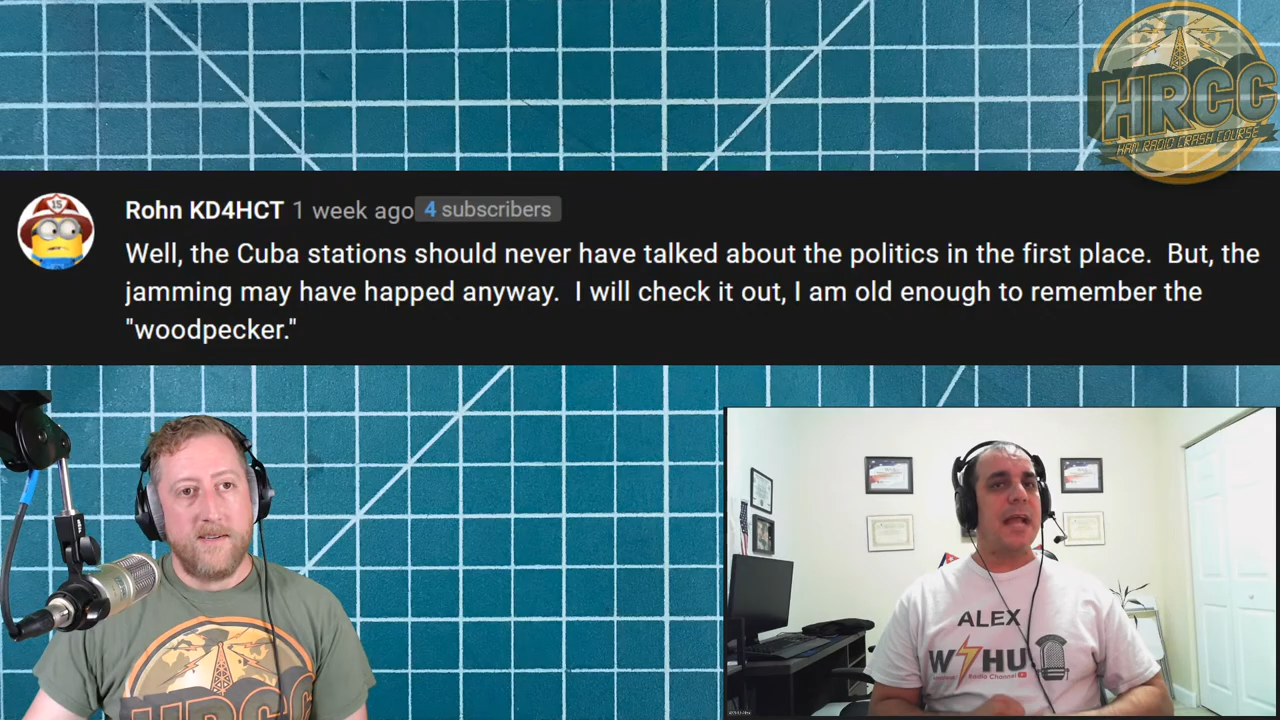 HRCC
HAM RADIO CRASH COURSE
15
Rohn KD4HCT 1 week ago 4 subscribers
Well, the Cuba stations should never have talked about the politics in the first place. But, the
jamming may have happed anyway. I will check it out, I am old enough to remember the
"woodpecker."
ALEX
HRCC